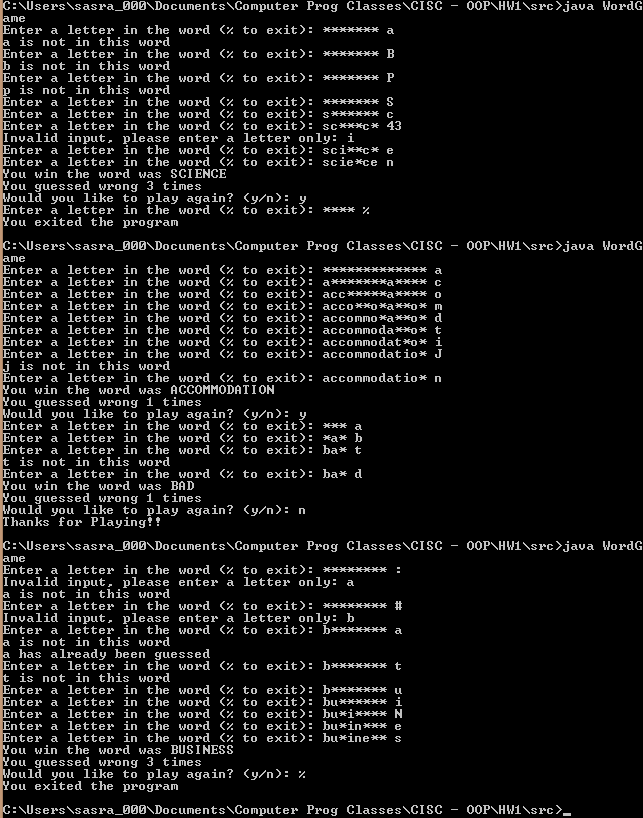 C:\Users\sasra_000\Documents\Computer Prog Classes\CISC - OOP\HW1\src>java WordG
ame
Enter a letter in the word (% to exit): ******* a
a is not in this word
Enter a letter in the word (% to exit): ******* B
b is not in this word
Enter a letter in the word (% to exit): ******* P
p is not in this word
Enter a letter in the word (% to exit): ******* S
Enter a letter in the word (% to exit): s****** c
Enter a letter in the word (% to exit): sc***c* 43
Invalid input, please enter a letter only: i
Enter a letter in the word (% to exit): sci**c* e
Enter a letter in the word (% to exit): scie*ce n
You win the word was SCIENCE
You guessed wrong 3 times
Would you like to play again? (y/n): y
Enter a letter in the word (% to exit): **** %
You exited the program
C:\Users\sasra_000\Documents\Computer Prog Classes\CISC - OOP\HW1\src>java WordG
ame
Enter a letter in the word (% to exit): ************* a
Enter a letter in the word (% to exit): a*******a**** c
Enter a letter in the word (% to exit): acc*****a**** o
Enter a letter in the word (% to exit): acco**o*a**o* m
Enter a letter in the word (% to exit): accommo*a**o* d
Enter a letter in the word (% to exit): accommoda**o* t
Enter a letter in the word (% to exit): accommodat*o* i
Enter a letter in the word (% to exit): accommodatio* J
j is not in this word
Enter a letter in the word (% to exit): accommodatio* n
You win the word was ACCOMMODATION
You guessed wrong 1 times
Would you like to play again? (y/n): y
Enter a letter in the word (% to exit): *** a
Enter a letter in the word (% to exit): *a* b
Enter a letter in the word (% to exit): ba* t
t is not in this word
Enter a letter in the word (% to exit): ba* d
You win the word was BAD
You guessed wrong 1 times
Would you like to play again? (y/n): n
Thanks for Playing!!
C:\Users\sasra_000\Documents\Computer Prog Classes\CISC - OOP\HW1\src>java WordG
ame
Enter a letter in the word (% to exit): ******** :
Invalid input, please enter a letter only: a
a is not in this word
Enter a letter in the word (% to exit): ******** #
Invalid input, please enter a letter only: b
Enter a letter in the word (% to exit): b******* a
a is not in this word
a has already been guessed
Enter a letter in the word (% to exit): b******* t
t is not in this word
Enter a letter in the word (% to exit): b******* u
Enter a letter in the word (% to exit): bu****** i
Enter a letter in the word (% to exit): bu*i**** N
Enter a letter in the word (% to exit): bu*in*** e
Enter a letter in the word (% to exit): bu*ine** s
You win the word was BUSINESS
You guessed wrong 3 times
Would you like to play again? (y/n): %
You exited the program
C:\Users\sasra_000\Documents\Computer Prog Classes\CISC - OOP\HW1\src>_